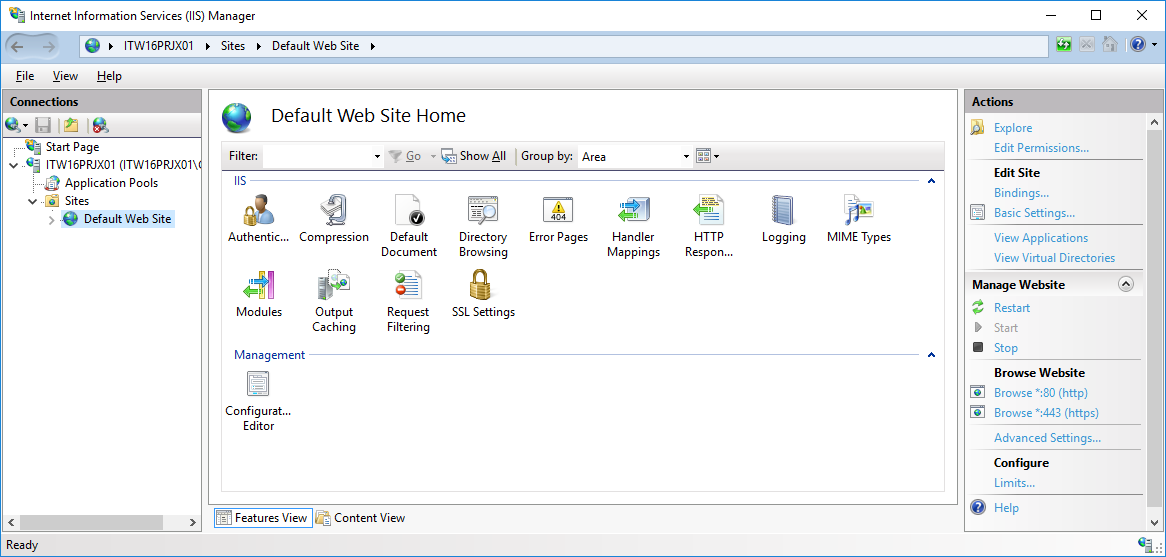 Internet Information Services (IIS) Manager
ITW16PRJX01 Sites Default Web Site
File View Help
Connections
Start Page
ITW16PRJX01 (ITW16PRJX01\
Application Pools
Sites
Default Web Site
Default Web Site Home
Filter: Go Show All Group by: Area
IIS
Authentic... Compression Default Document Directory Browsing Error Pages Handler Mappings HTTP Respon... Logging MIME Types
404
Modules Output Caching Request Filtering SSL Settings
Management
Configurat... Editor
Features View Content View
Actions
Explore
Edit Permissions...
Edit Site
Bindings...
Basic Settings...
View Applications
View Virtual Directories
Manage Website
Restart
Start
Stop
Browse Website
Browse *:80 (http)
Browse *:443 (https)
Advanced Settings...
Configure
Limits...
Help
Ready